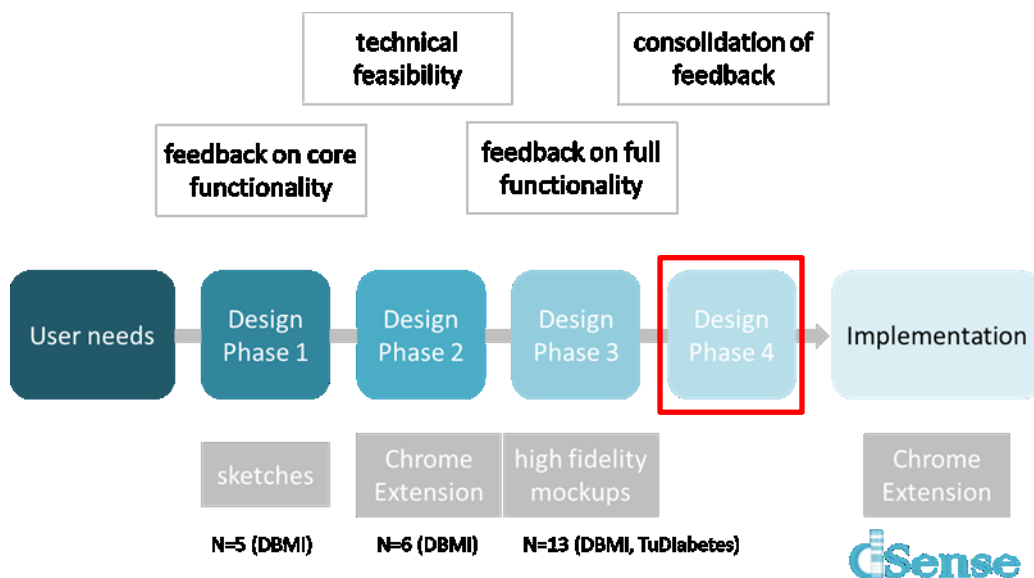 technical
feasibility
consolidation of
feedback
feedback on core
functionality
feedback on full
functionality
User needs
Design
Phase 1
Design
Phase 2
Design
Phase 3
Design
Phase 4
Implementation
sketches
Chrome
Extension
high fidelity
mockups
Chrome
Extension
N=5 (DBMI)
N=6 (DBMI)
N=13 (DBMI, TuDiabetes)
dSense